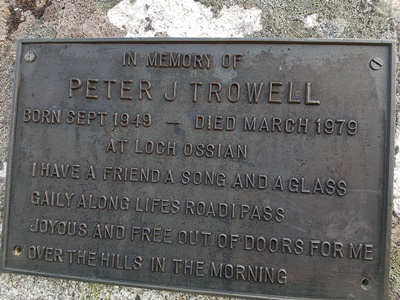 IN MEMORY OF
PETER J TROWELL
BORN SEPT 1949 — DIED MARCH 1979
AT LOCH OSSIAN
I HAVE A FRIEND A SONG AND A GLASS
GAILY ALONG LIFES ROAD I PASS
JOYOUS AND FREE OUT OF DOORS FOR ME
OVER THE HILLS IN THE MORNING